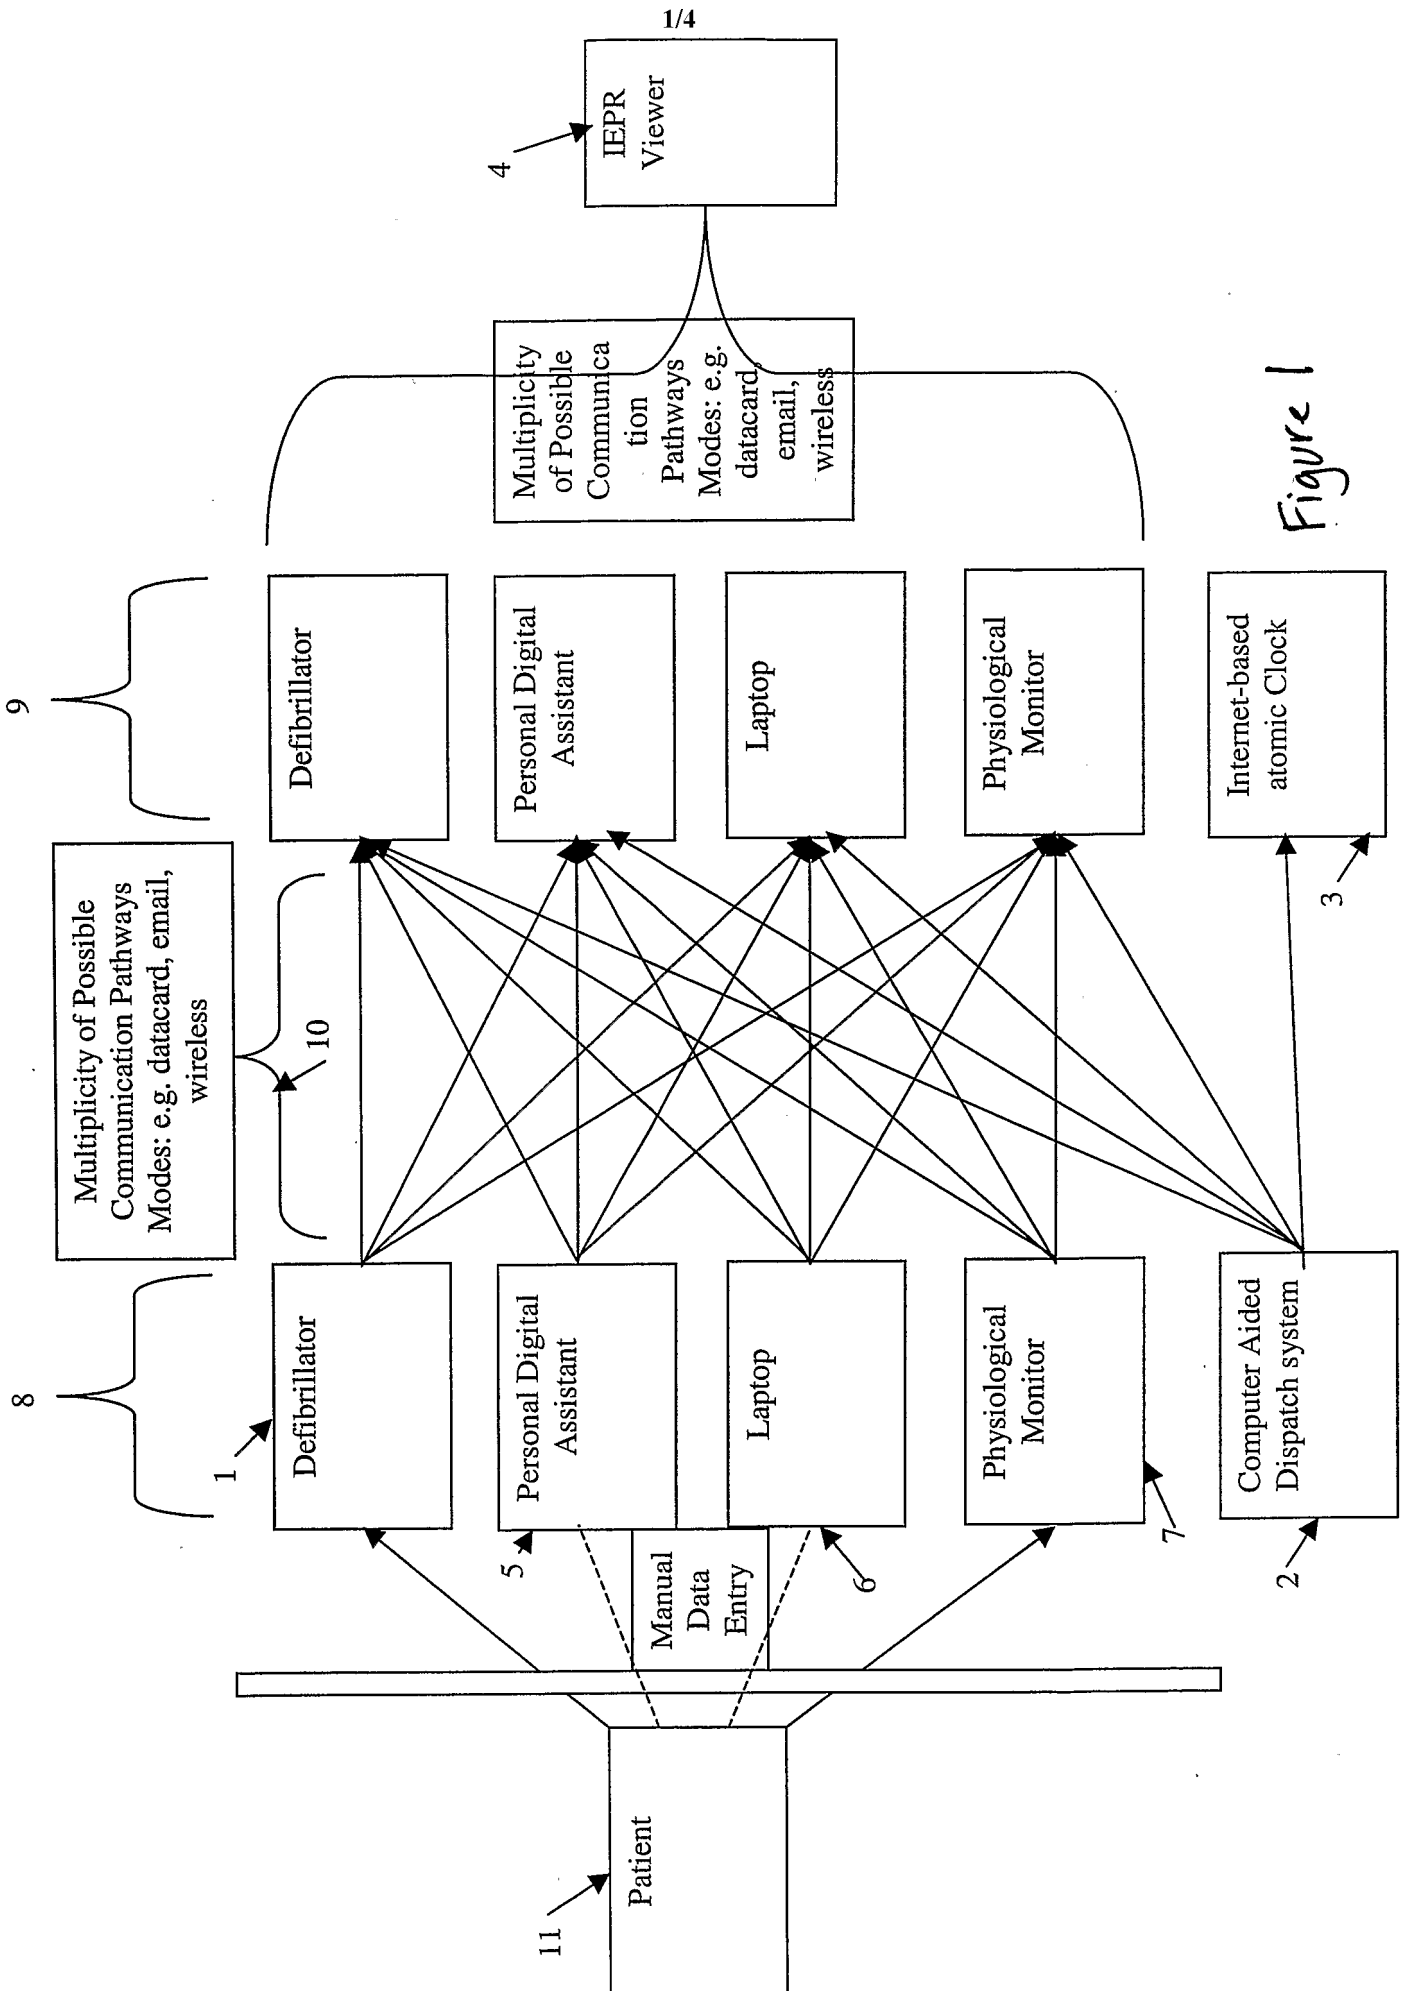 1/4
8
9
Multiplicity of Possible
Communication Pathways
Modes: e.g. datacard, email,
wireless
10
1
Defibrillator
Defibrillator
11
Patient
Manual
Data
Entry
5
Personal Digital
Assistant
Personal Digital
Assistant
Multiplicity
of Possible
Communica
tion
Pathways
Modes: e.g.
datacard,
email,
wireless
4
IEPR
Viewer
6
Laptop
Laptop
7
Physiological
Monitor
Physiological
Monitor
2
Computer Aided
Dispatch system
3
Internet-based
atomic Clock
Figure 1